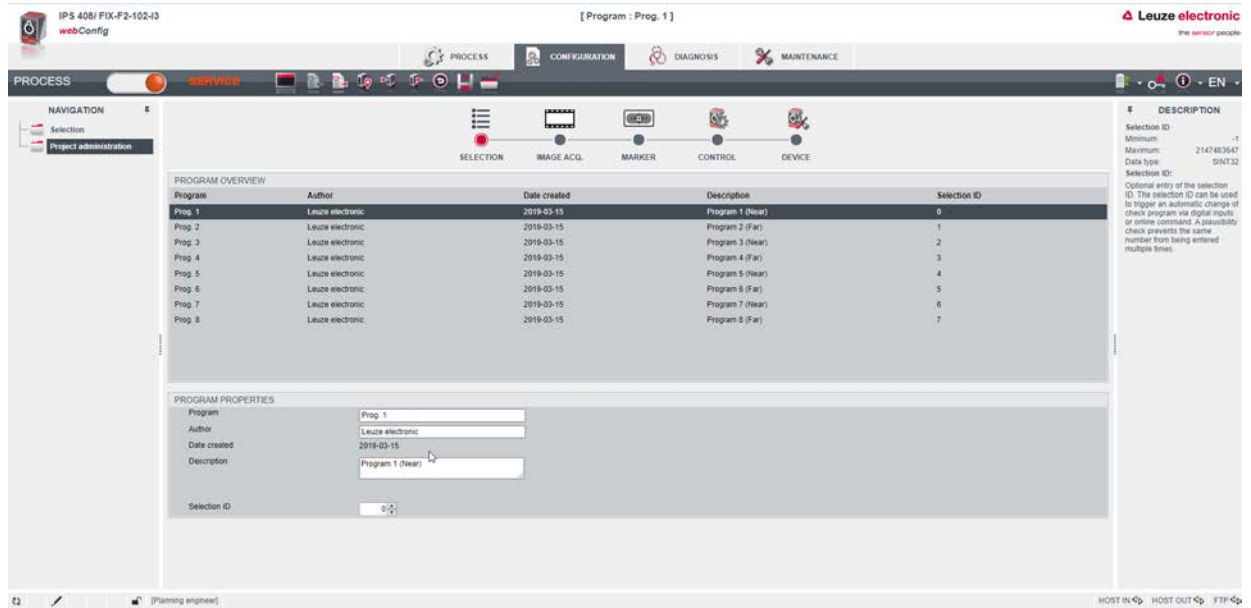 IPS 408/ FIX-F2-102-I3
webConfig
[ Program : Prog. 1 ]
Leuze electronic
the sensor people
PROCESS
CONFIGURATION
DIAGNOSIS
MAINTENANCE
PROCESS
SERVICE
EN
NAVIGATION
Selection
Project administration
SELECTION
IMAGE ACQ.
MARKER
CONTROL
DEVICE
PROGRAM OVERVIEW
Program Author Date created Description Selection ID
Prog. 1 Leuze electronic 2019-03-15 Program 1 (Near) 0
Prog. 2 Leuze electronic 2019-03-15 Program 2 (Far) 1
Prog. 3 Leuze electronic 2019-03-15 Program 3 (Near) 2
Prog. 4 Leuze electronic 2019-03-15 Program 4 (Far) 3
Prog. 5 Leuze electronic 2019-03-15 Program 5 (Near) 4
Prog. 6 Leuze electronic 2019-03-15 Program 6 (Far) 5
Prog. 7 Leuze electronic 2019-03-15 Program 7 (Near) 6
Prog. 8 Leuze electronic 2019-03-15 Program 8 (Far) 7
PROGRAM PROPERTIES
Program Prog. 1
Author Leuze electronic
Date created 2019-03-15
Description Program 1 (Near)
Selection ID 0
DESCRIPTION
Selection ID
Minimum: -1
Maximum: 2147483647
Data type: SINT32
Selection ID:
Optional entry of the selection
ID. The selection ID can be used
to trigger an automatic change of
check program via digital inputs
or online command. A plausibility
check prevents the same
number from being entered
multiple times.
[Planning engineer]
HOST IN HOST OUT FTP